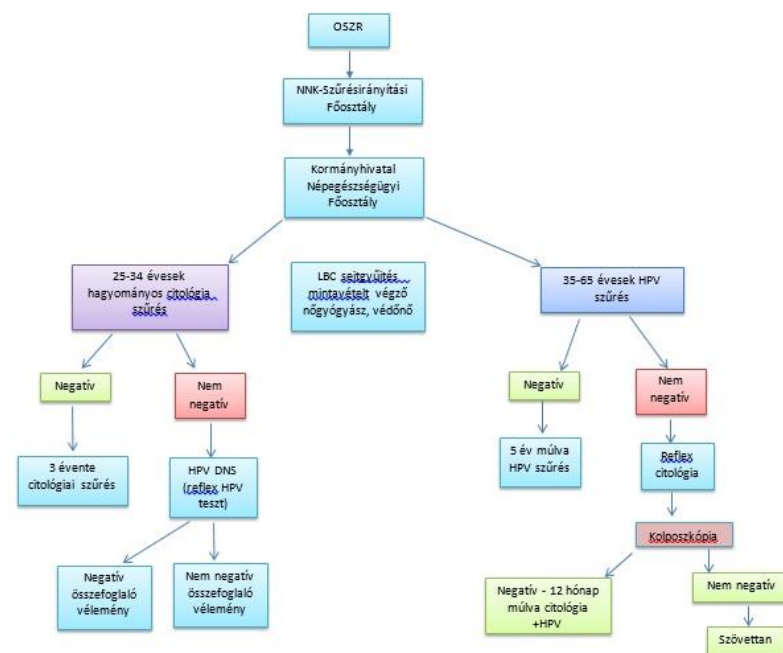 OSZR
NNK-Szűrésirányítási
Főosztály
Kormányhivatal
Népegészségügyi
Főosztály
25-34 évesek
hagyományos citológia
szűrés
LBC sejtgyűjtés
mintavételt végző
nőgyógyász, védőnő
35-65 évesek HPV
szűrés
Negatív
Nem
negatív
Negatív
Nem
negatív
3 évente
citológiai szűrés
HPV DNS
(reflex HPV
teszt)
5 év múlva
HPV szűrés
Reflex
citológia
Kolposzkópia
Negatív
összefoglaló
vélemény
Nem negatív
összefoglaló
vélemény
Negatív - 12 hónap
múlva citológia
+HPV
Nem negatív
Szövettan